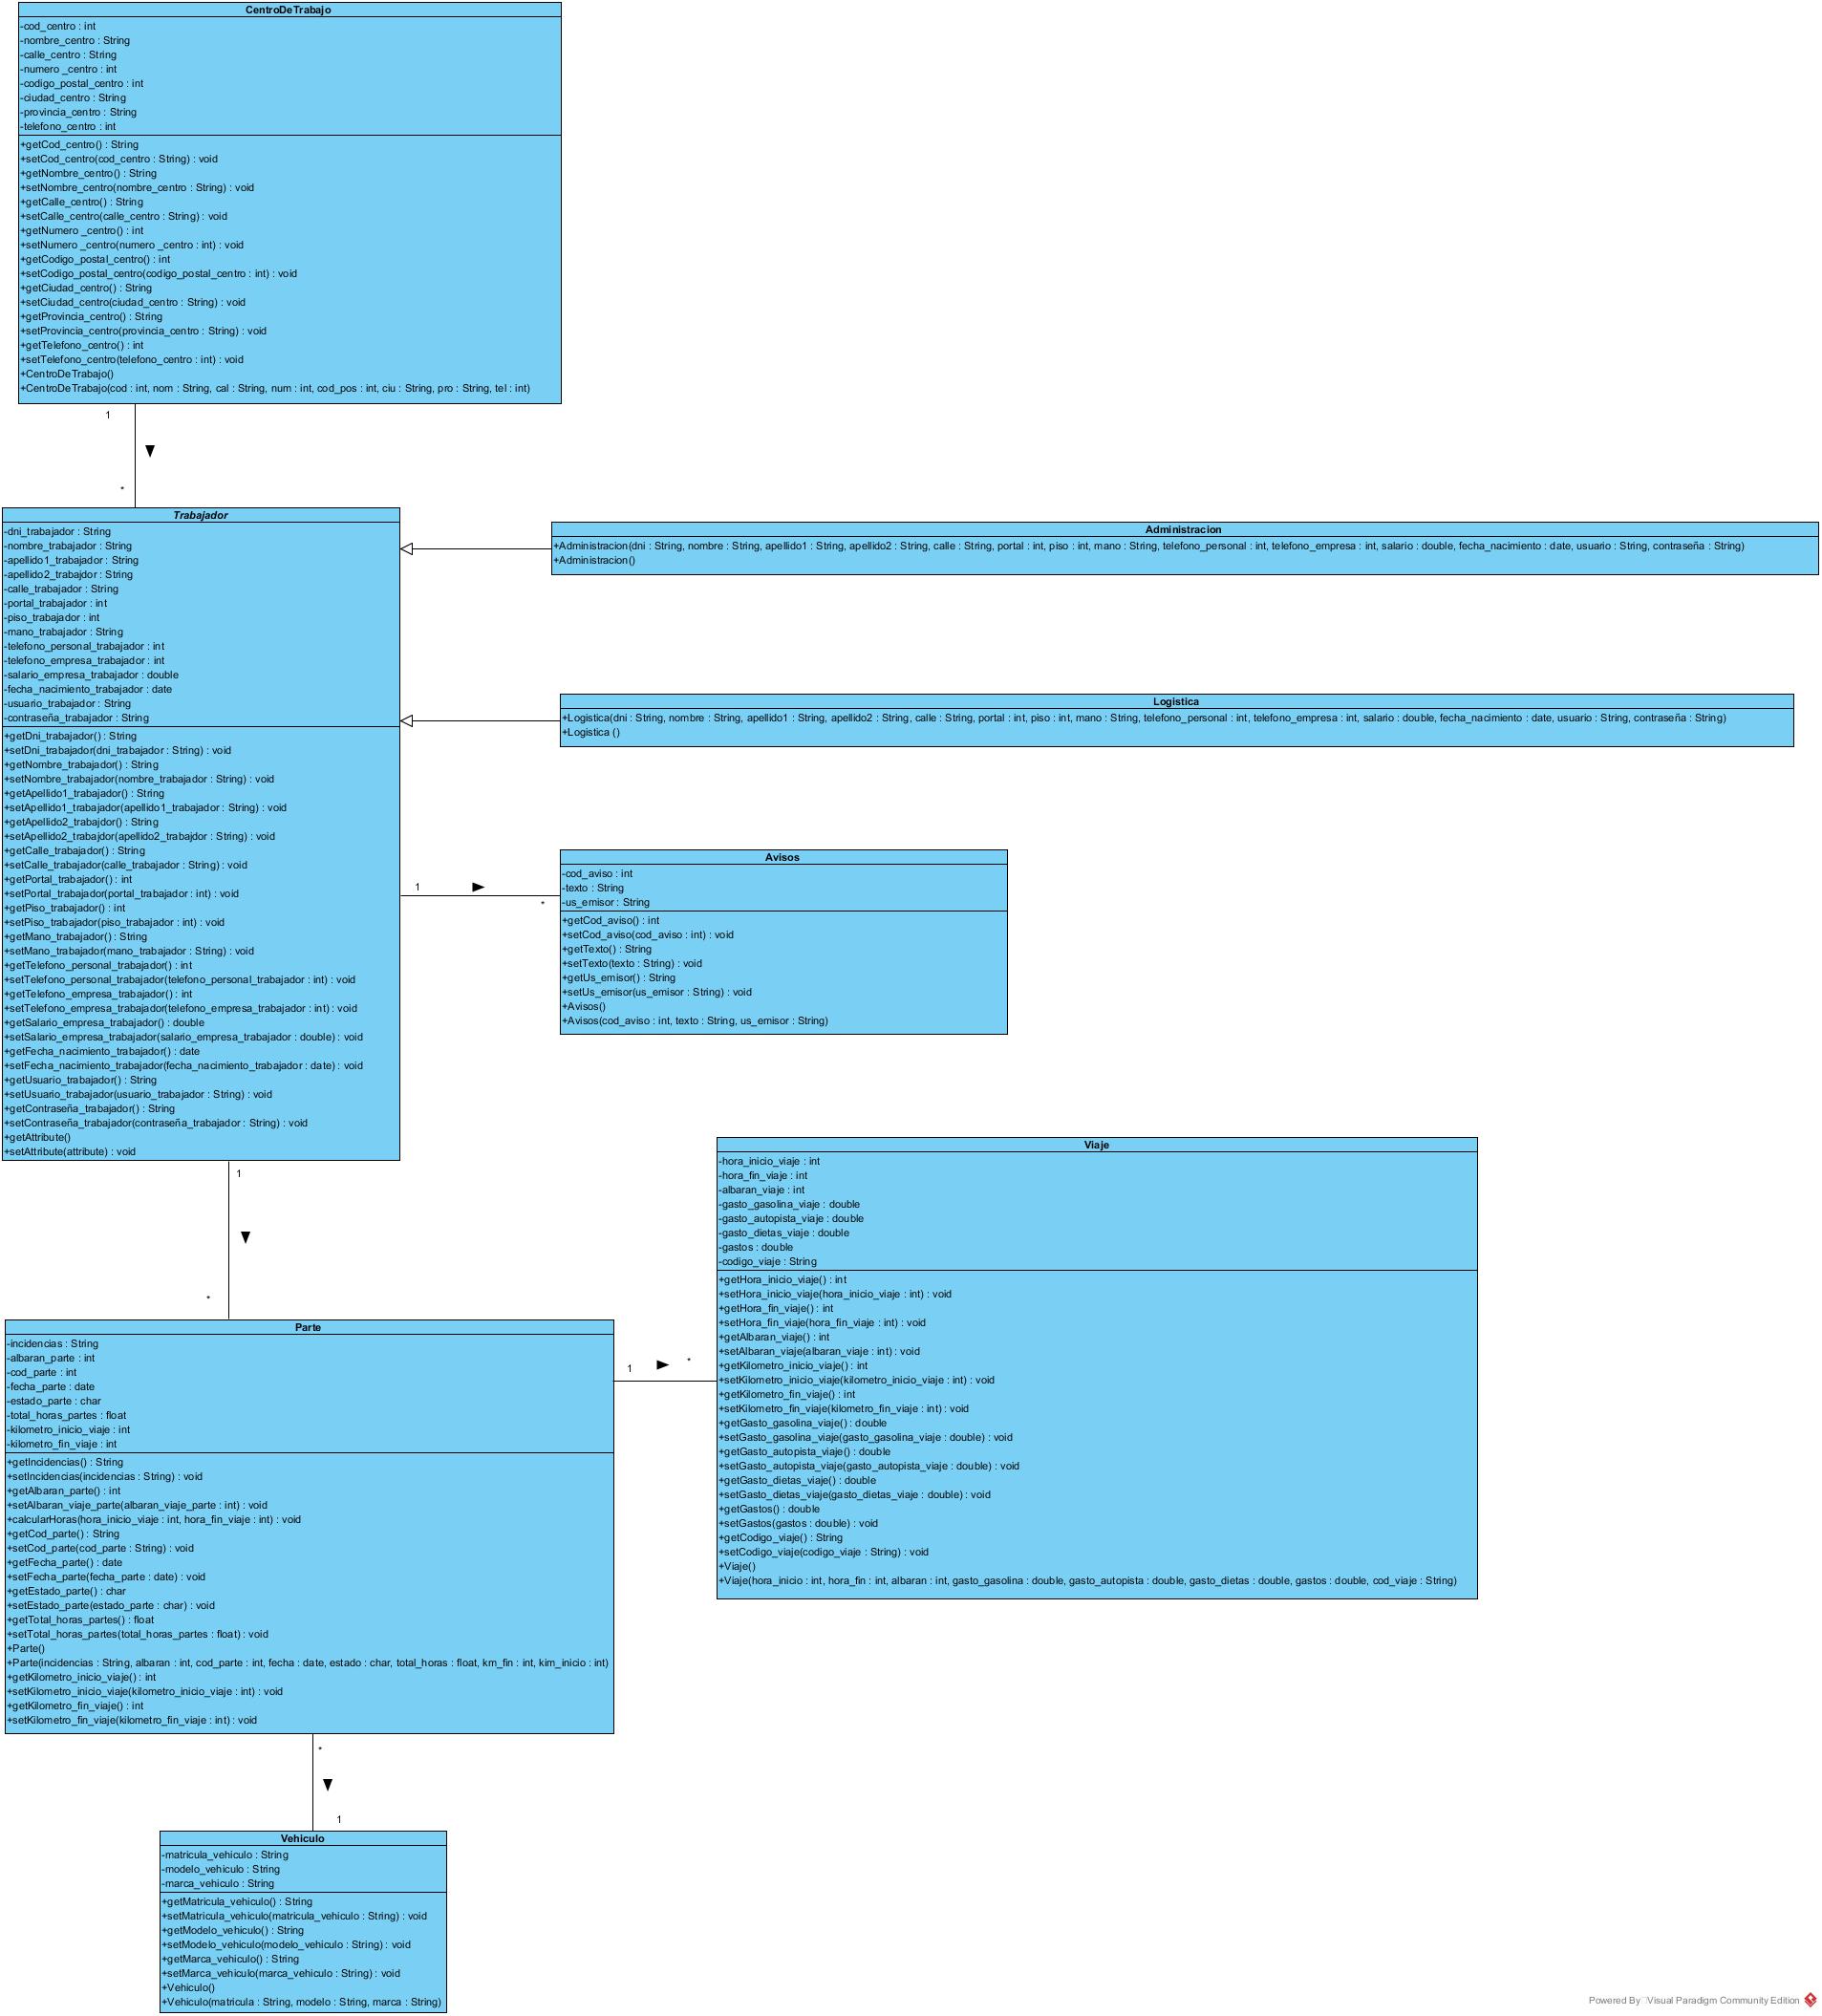 CentroDeTrabajo
-cod_centro : int
-nombre_centro : String
-calle_centro : String
-numero _centro : int
-codigo_postal_centro : int
-ciudad_centro : String
-provincia_centro : String
-telefono_centro : int
+getCod_centro() : String
+setCod_centro(cod_centro : String) : void
+getNombre_centro() : String
+setNombre_centro(nombre_centro : String) : void
+getCalle_centro() : String
+setCalle_centro(calle_centro : String) : void
+getNumero _centro() : int
+setNumero _centro(numero _centro : int) : void
+getCodigo_postal_centro() : int
+setCodigo_postal_centro(codigo_postal_centro : int) : void
+getCiudad_centro() : String
+setCiudad_centro(ciudad_centro : String) : void
+getProvincia_centro() : String
+setProvincia_centro(provincia_centro : String) : void
+getTelefono_centro() : int
+setTelefono_centro(telefono_centro : int) : void
+CentroDeTrabajo()
+CentroDeTrabajo(cod : int, nom : String, cal : String, num : int, cod_pos : int, ciu : String, pro : String, tel : int)
1
*
Trabajador
-dni_trabajador : String
-nombre_trabajador : String
-apellido1_trabajador : String
-apellido2_trabajdor : String
-calle_trabajador : String
-portal_trabajador : int
-piso_trabajador : int
-mano_trabajador : String
-telefono_personal_trabajador : int
-telefono_empresa_trabajador : int
-salario_empresa_trabajador : double
-fecha_nacimiento_trabajador : date
-usuario_trabajador : String
-contraseña_trabajador : String
+getDni_trabajador() : String
+setDni_trabajador(dni_trabajador : String) : void
+getNombre_trabajador() : String
+setNombre_trabajador(nombre_trabajador : String) : void
+getApellido1_trabajador() : String
+setApellido1_trabajador(apellido1_trabajador : String) : void
+getApellido2_trabajdor() : String
+setApellido2_trabajdor(apellido2_trabajdor : String) : void
+getCalle_trabajador() : String
+setCalle_trabajador(calle_trabajador : String) : void
+getPortal_trabajador() : int
+setPortal_trabajador(portal_trabajador : int) : void
+getPiso_trabajador() : int
+setPiso_trabajador(piso_trabajador : int) : void
+getMano_trabajador() : String
+setMano_trabajador(mano_trabajador : String) : void
+getTelefono_personal_trabajador() : int
+setTelefono_personal_trabajador(telefono_personal_trabajador : int) : void
+getTelefono_empresa_trabajador() : int
+setTelefono_empresa_trabajador(telefono_empresa_trabajador : int) : void
+getSalario_empresa_trabajador() : double
+setSalario_empresa_trabajador(salario_empresa_trabajador : double) : void
+getFecha_nacimiento_trabajador() : date
+setFecha_nacimiento_trabajador(fecha_nacimiento_trabajador : date) : void
+getUsuario_trabajador() : String
+setUsuario_trabajador(usuario_trabajador : String) : void
+getContraseña_trabajador() : String
+setContraseña_trabajador(contraseña_trabajador : String) : void
+getAttribute()
+setAttribute(attribute) : void
Administracion
+Administracion(dni : String, nombre : String, apellido1 : String, apellido2 : String, calle : String, portal : int, piso : int, mano : String, telefono_personal : int, telefono_empresa : int, salario : double, fecha_nacimiento : date, usuario : String, contraseña : String)
+Administracion()
Logistica
+Logistica(dni : String, nombre : String, apellido1 : String, apellido2 : String, calle : String, portal : int, piso : int, mano : String, telefono_personal : int, telefono_empresa : int, salario : double, fecha_nacimiento : date, usuario : String, contraseña : String)
+Logistica ()
1
*
Avisos
-cod_aviso : int
-texto : String
-us_emisor : String
+getCod_aviso() : int
+setCod_aviso(cod_aviso : int) : void
+getTexto() : String
+setTexto(texto : String) : void
+getUs_emisor() : String
+setUs_emisor(us_emisor : String) : void
+Avisos()
+Avisos(cod_aviso : int, texto : String, us_emisor : String)
1
*
Parte
-incidencias : String
-albaran_parte : int
-cod_parte : int
-fecha_parte : date
-estado_parte : char
-total_horas_partes : float
-kilometro_inicio_viaje : int
-kilometro_fin_viaje : int
+getIncidencias() : String
+setIncidencias(incidencias : String) : void
+getAlbaran_parte() : int
+setAlbaran_viaje_parte(albaran_viaje_parte : int) : void
+calcularHoras(hora_inicio_viaje : int, hora_fin_viaje : int) : void
+getCod_parte() : String
+setCod_parte(cod_parte : String) : void
+getFecha_parte() : date
+setFecha_parte(fecha_parte : date) : void
+getEstado_parte() : char
+setEstado_parte(estado_parte : char) : void
+getTotal_horas_partes() : float
+setTotal_horas_partes(total_horas_partes : float) : void
+Parte()
+Parte(incidencias : String, albaran : int, cod_parte : int, fecha : date, estado : char, total_horas : float, km_fin : int, kim_inicio : int)
+getKilometro_inicio_viaje() : int
+setKilometro_inicio_viaje(kilometro_inicio_viaje : int) : void
+getKilometro_fin_viaje() : int
+setKilometro_fin_viaje(kilometro_fin_viaje : int) : void
1
*
Viaje
-hora_inicio_viaje : int
-hora_fin_viaje : int
-albaran_viaje : int
-gasto_gasolina_viaje : double
-gasto_autopista_viaje : double
-gasto_dietas_viaje : double
-gastos : double
-codigo_viaje : String
+getHora_inicio_viaje() : int
+setHora_inicio_viaje(hora_inicio_viaje : int) : void
+getHora_fin_viaje() : int
+setHora_fin_viaje(hora_fin_viaje : int) : void
+getAlbaran_viaje() : int
+setAlbaran_viaje(albaran_viaje : int) : void
+getKilometro_inicio_viaje() : int
+setKilometro_inicio_viaje(kilometro_inicio_viaje : int) : void
+getKilometro_fin_viaje() : int
+setKilometro_fin_viaje(kilometro_fin_viaje : int) : void
+getGasto_gasolina_viaje() : double
+setGasto_gasolina_viaje(gasto_gasolina_viaje : double) : void
+getGasto_autopista_viaje() : double
+setGasto_autopista_viaje(gasto_autopista_viaje : double) : void
+getGasto_dietas_viaje() : double
+setGasto_dietas_viaje(gasto_dietas_viaje : double) : void
+getGastos() : double
+setGastos(gastos : double) : void
+getCodigo_viaje() : String
+setCodigo_viaje(codigo_viaje : String) : void
+Viaje()
+Viaje(hora_inicio : int, hora_fin : int, albaran : int, gasto_gasolina : double, gasto_autopista : double, gasto_dietas : double, gastos : double, cod_viaje : String)
*
1
Vehiculo
-matricula_vehiculo : String
-modelo_vehiculo : String
-marca_vehiculo : String
+getMatricula_vehiculo() : String
+setMatricula_vehiculo(matricula_vehiculo : String) : void
+getModelo_vehiculo() : String
+setModelo_vehiculo(modelo_vehiculo : String) : void
+getMarca_vehiculo() : String
+setMarca_vehiculo(marca_vehiculo : String) : void
+Vehiculo()
+Vehiculo(matricula : String, modelo : String, marca : String)
Powered By Visual Paradigm Community Edition